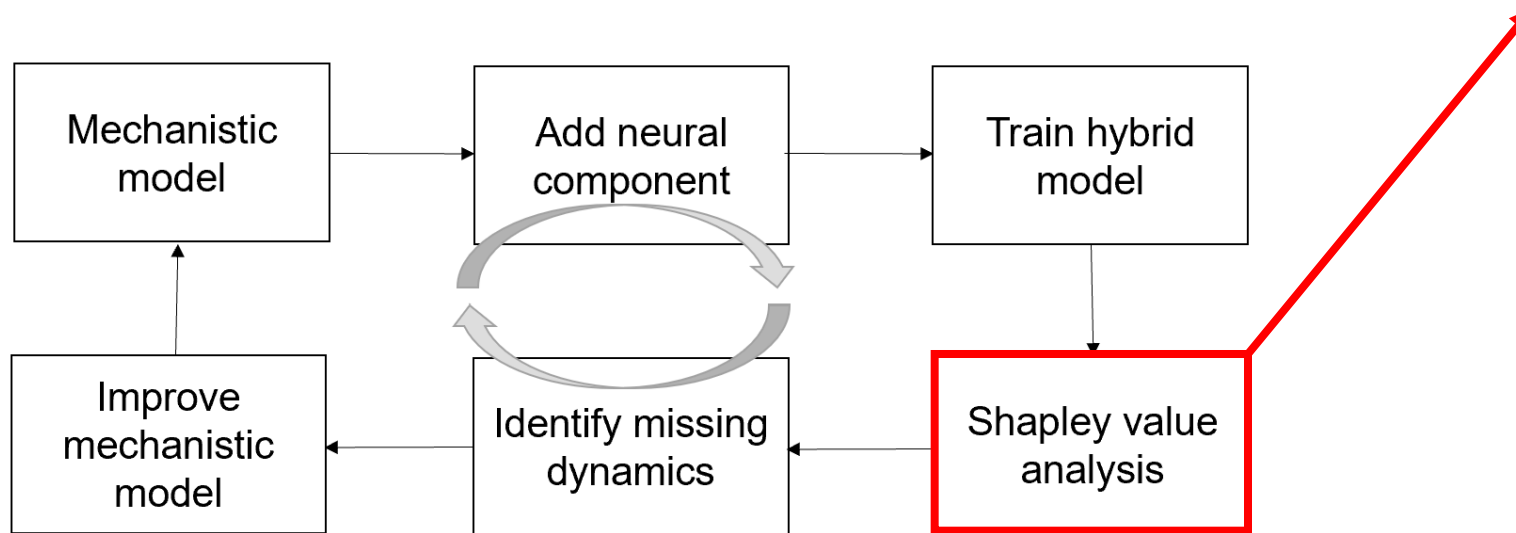 Mechanistic
model
Add neural
component
Train hybrid
model
Improve
mechanistic
model
Identify missing
dynamics
Shapley value
analysis